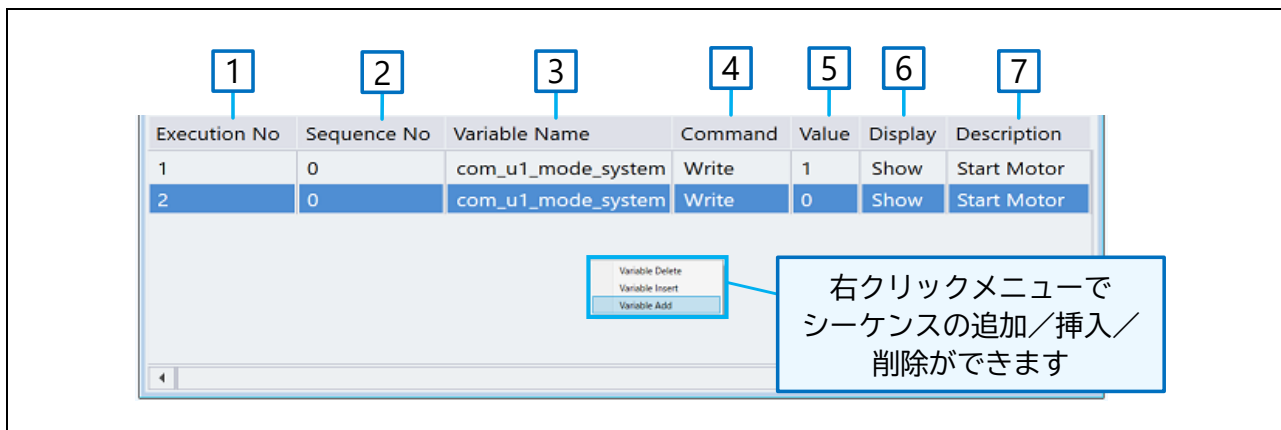 1 2 3 4 5 6 7
Execution No Sequence No Variable Name Command Value Display Description
1 0 com_u1_mode_system Write 1 Show Start Motor
2 0 com_u1_mode_system Write 0 Show Start Motor
Variable Delete
Variable Insert
Variable Add
右クリックメニューで
シーケンスの追加／挿入／
削除ができます